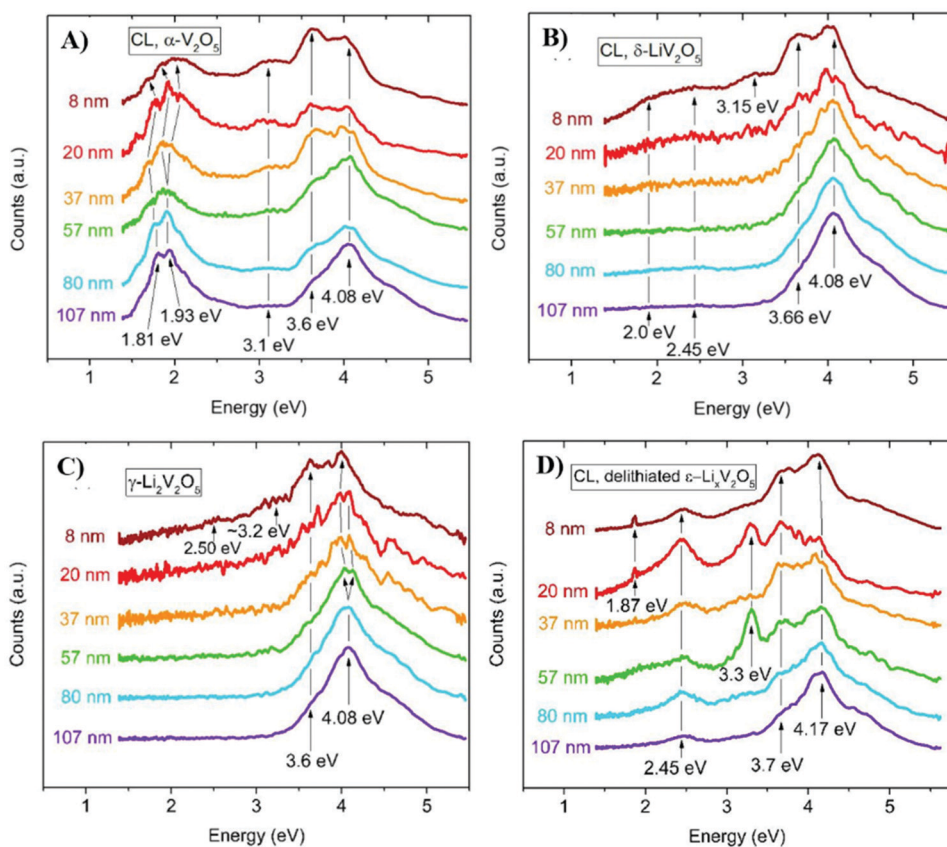 A)
CL, α-V₂O₅
8 nm
20 nm
37 nm
57 nm
80 nm
107 nm
1.81 eV
1.93 eV
3.1 eV
3.6 eV
4.08 eV
Counts (a.u.)
1 2 3 4 5
Energy (eV)
B)
CL, δ-LiV₂O₅
8 nm
3.15 eV
20 nm
37 nm
57 nm
80 nm
107 nm
2.0 eV
2.45 eV
3.66 eV
4.08 eV
Counts (a.u.)
1 2 3 4 5
Energy (eV)
C)
γ-Li₂V₂O₅
8 nm
2.50 eV
~3.2 eV
20 nm
37 nm
57 nm
80 nm
107 nm
3.6 eV
4.08 eV
Counts (a.u.)
1 2 3 4 5
Energy (eV)
D)
CL, delithiated ε–LiₓV₂O₅
8 nm
20 nm
1.87 eV
37 nm
57 nm
3.3 eV
80 nm
107 nm
2.45 eV
3.7 eV
4.17 eV
Counts (a.u.)
1 2 3 4 5
Energy (eV)